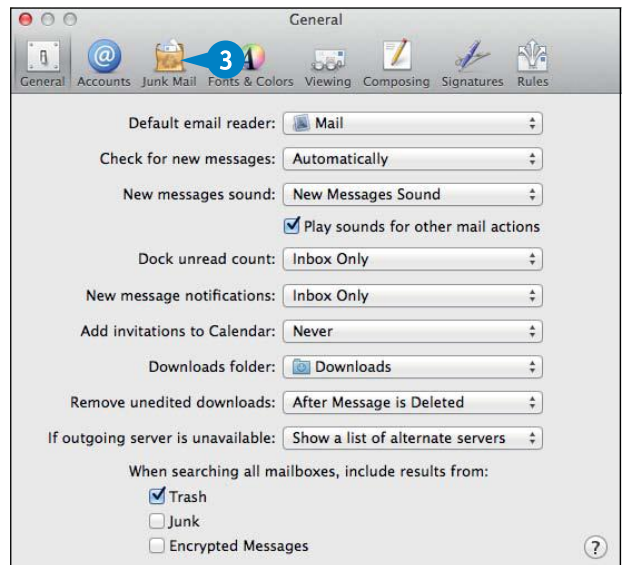 General
General Accounts Junk Mail Fonts & Colors Viewing Composing Signatures Rules
3
Default email reader: Mail
Check for new messages: Automatically
New messages sound: New Messages Sound
Play sounds for other mail actions
Dock unread count: Inbox Only
New message notifications: Inbox Only
Add invitations to Calendar: Never
Downloads folder: Downloads
Remove unedited downloads: After Message is Deleted
If outgoing server is unavailable: Show a list of alternate servers
When searching all mailboxes, include results from:
Trash
Junk
Encrypted Messages
?